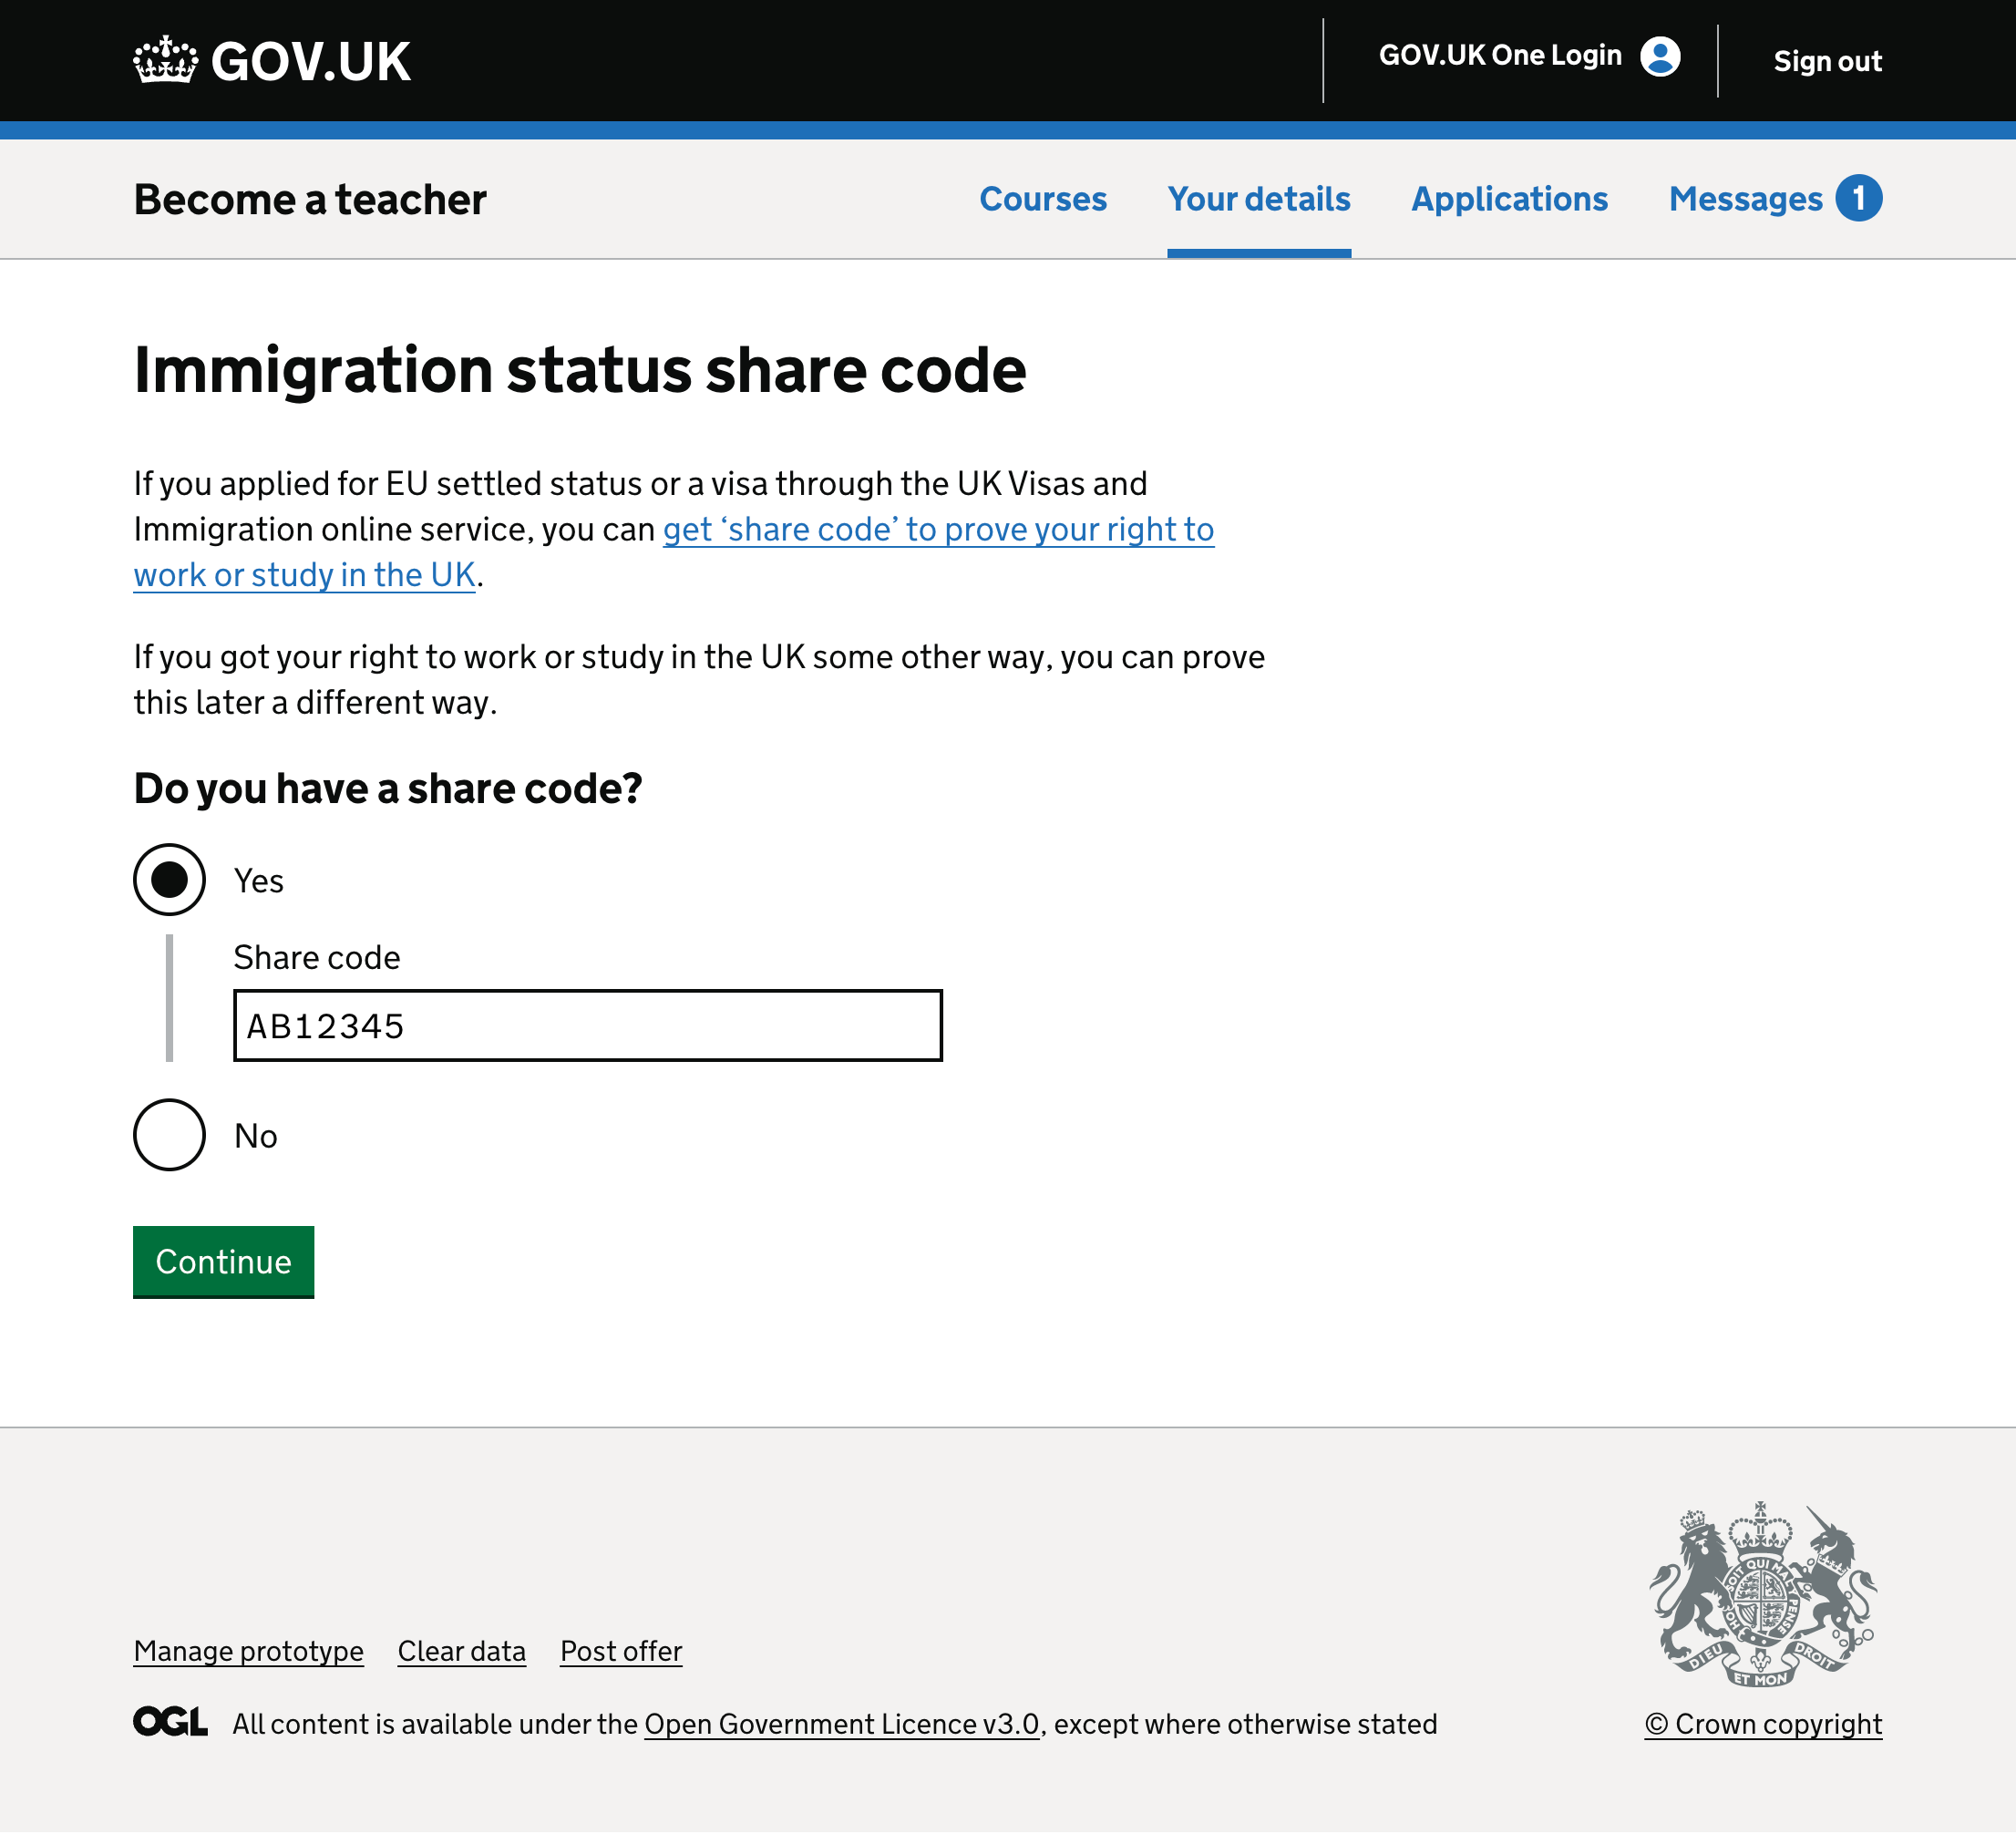 GOV.UK
GOV.UK One Login
Sign out
Become a teacher
Courses
Your details
Applications
Messages 1
Immigration status share code
If you applied for EU settled status or a visa through the UK Visas and
Immigration online service, you can get ‘share code’ to prove your right to
work or study in the UK.
If you got your right to work or study in the UK some other way, you can prove
this later a different way.
Do you have a share code?
Yes
Share code
AB12345
No
Continue
SOIT QUI MAL Y PENSE
HO
DIEU ET MON DROIT
Manage prototype
Clear data
Post offer
OGL All content is available under the Open Government Licence v3.0, except where otherwise stated
© Crown copyright